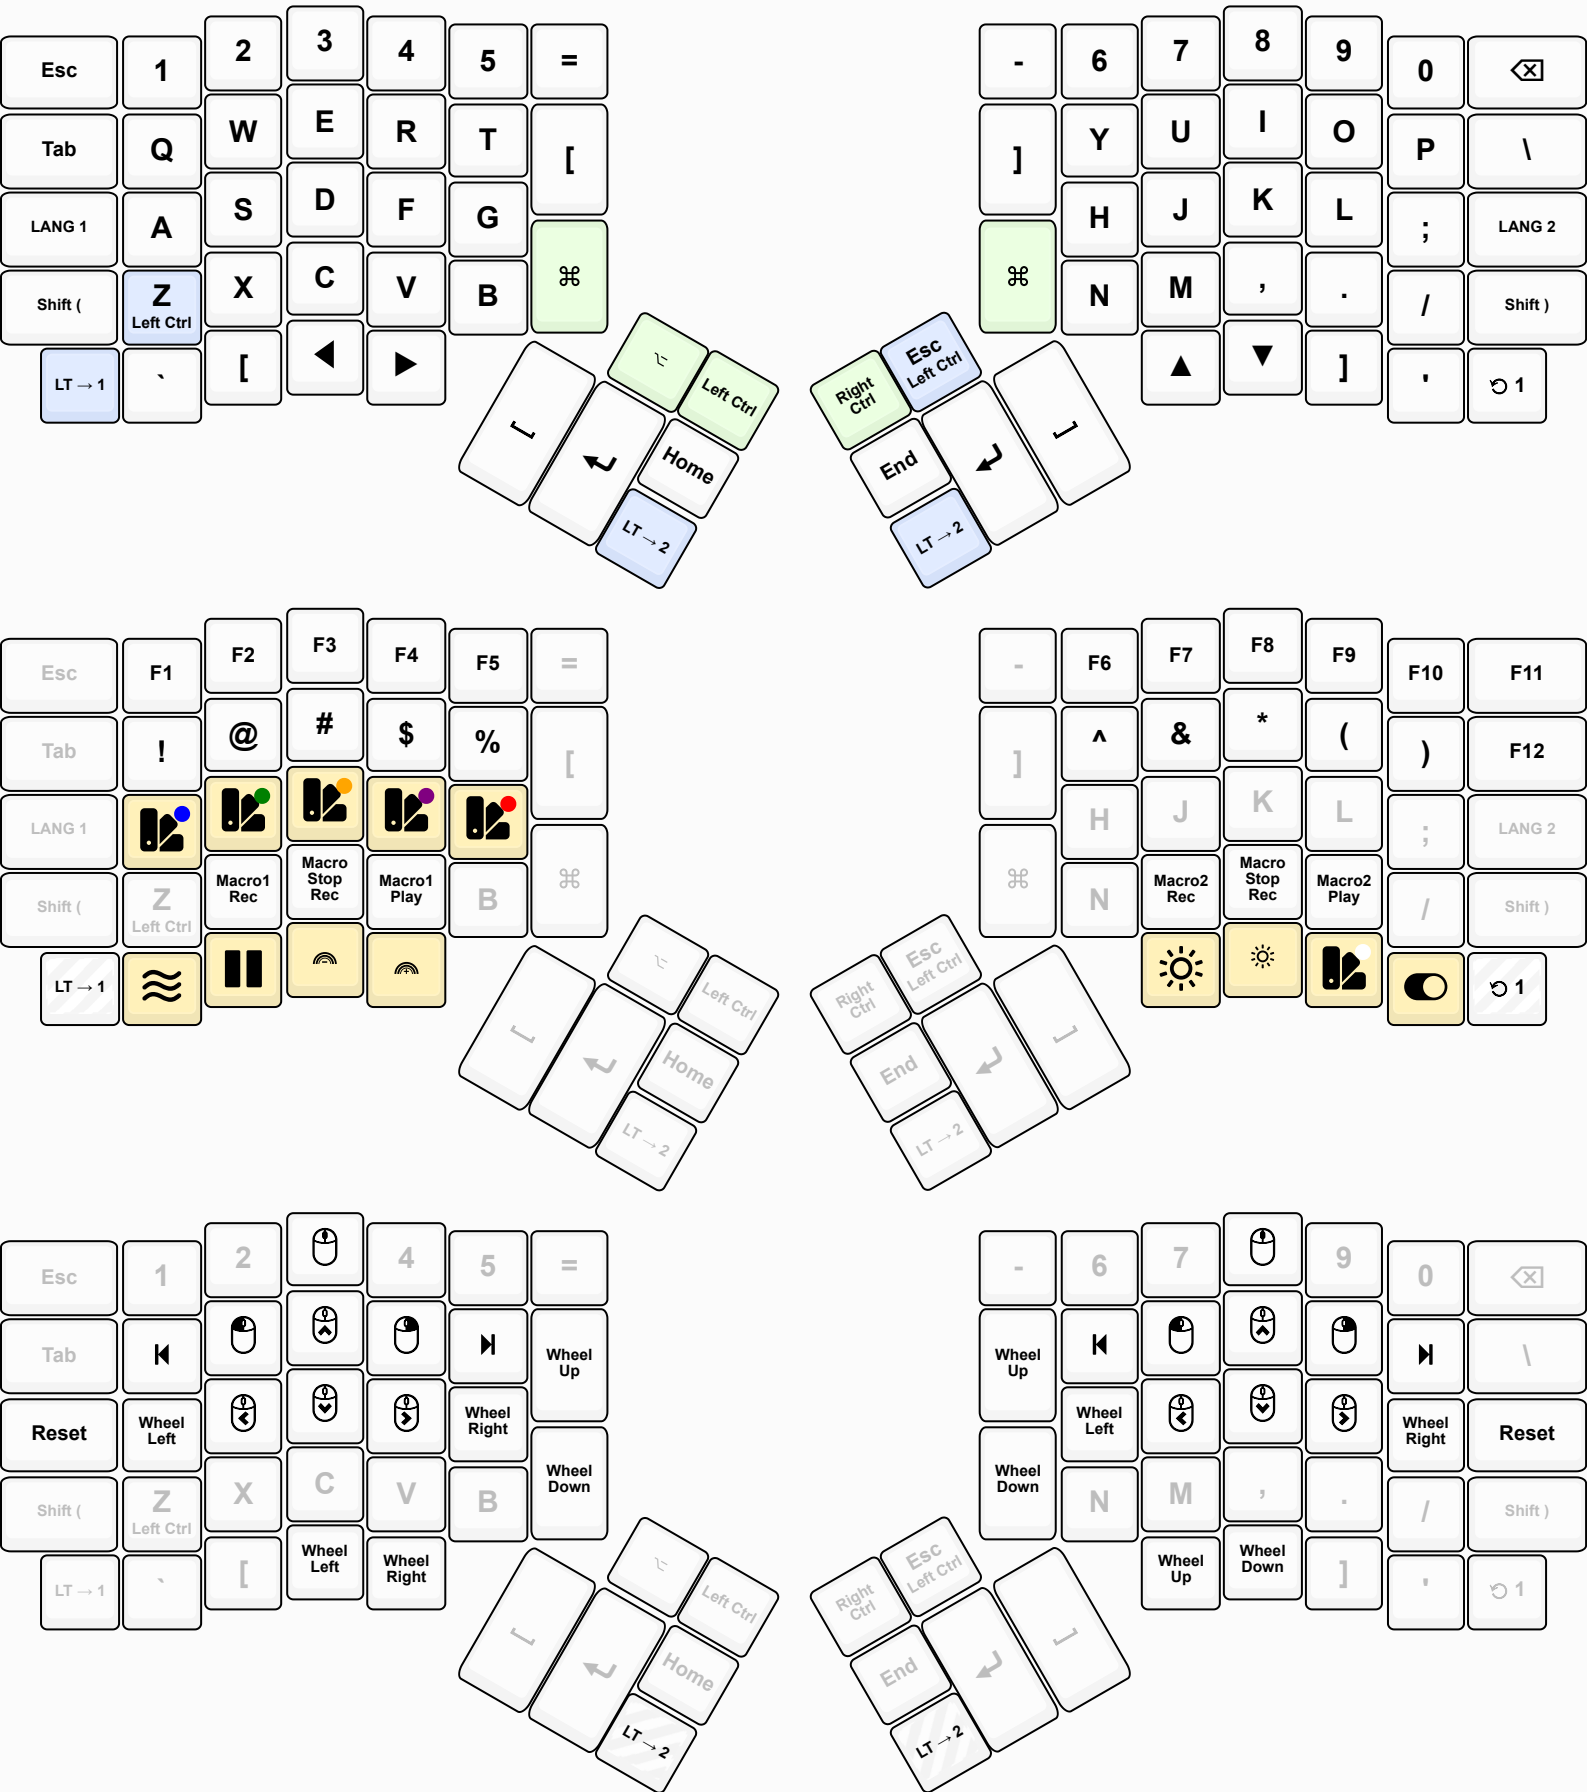 Esc 1 2 3 4 5 = - 6 7 8 9 0 ⌫
Tab Q W E R T [ ] Y U I O P \
LANG 1 A S D F G H J K L ; LANG 2
Shift ( Z X C V B ⌘ ⌘ N M , . / Shift )
Left Ctrl
LT → 1 ` [ ◀ ▶ ▲ ▼ ] ' ⟲ 1
⌥ Left Ctrl Right Ctrl Esc Left Ctrl
Home End
LT → 2 LT → 2
Esc F1 F2 F3 F4 F5 = - F6 F7 F8 F9 F10 F11
Tab ! @ # $ % [ ] ^ & * ( ) F12
LANG 1 H J K L ; LANG 2
Shift ( Z Macro1 Rec Macro Stop Rec Macro1 Play B ⌘ ⌘ N Macro2 Rec Macro Stop Rec Macro2 Play / Shift )
Left Ctrl
LT → 1 ⟲ 1
⌥ Left Ctrl Right Ctrl Esc Left Ctrl
Home End
LT → 2 LT → 2
Esc 1 2 4 5 = - 6 7 9 0 ⌫
Tab Wheel Up Wheel Up \
Reset Wheel Left Wheel Right Wheel Left Wheel Right Reset
Shift ( Z X C V B Wheel Down Wheel Down N M , . / Shift )
Left Ctrl
LT → 1 ` [ Wheel Left Wheel Right Wheel Up Wheel Down ] ' ⟲ 1
⌥ Left Ctrl Right Ctrl Esc Left Ctrl
Home End
LT → 2 LT → 2